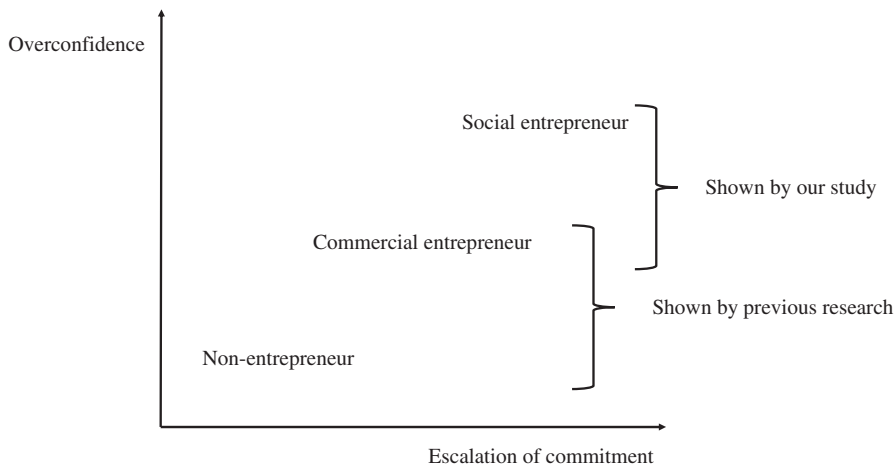 Overconfidence
Social entrepreneur
Shown by our study
Commercial entrepreneur
Shown by previous research
Non-entrepreneur
Escalation of commitment